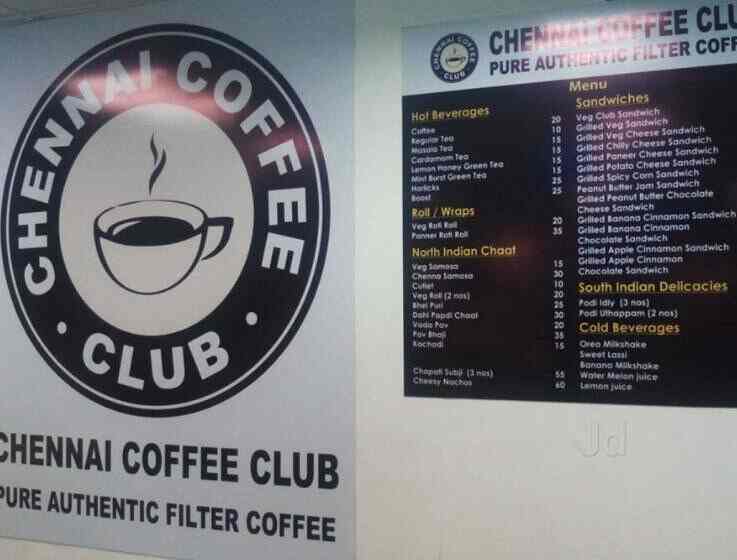 CHENNAI COFFEE
CLUB
CHENNAI COFFEE CLUB
PURE AUTHENTIC FILTER COFFEE
CHENNAI COFFEE
CLUB
CHENNAI COFFEE CLU
PURE AUTHENTIC FILTER COFF
Menu
Hot Beverages
Coffee 20
Regular Tea 10
Masala Tea 15
Cardamom Tea 15
Lemon Honey Green Tea 15
Mint Burst Green Tea 15
Horlicks 25
Boost 25
Roll / Wraps
Veg Roti Roll 20
Panner Roti Roll 35
North Indian Chaat
Veg Samosa 15
Chenna Samosa 30
Cutlet 10
Veg Roll (2 nos) 20
Bhel Puri 25
Dahi Papdi Chaat 30
Vada Pav 20
Pav Bhaji 35
Kachodi 15
Chapati Subji (3 nos) 55
Cheesy Nachos 60
Sandwiches
Veg Club Sandwich
Grilled Veg Sandwich
Grilled Veg Cheese Sandwich
Grilled Chilly Cheese Sandwich
Grilled Paneer Cheese Sandwich
Grilled Potato Cheese Sandwich
Grilled Spicy Corn Sandwich
Peanut Butter Jam Sandwich
Grilled Peanut Butter Chocolate
Cheese Sandwich
Grilled Banana Cinnamon Sandwich
Grilled Banana Cinnamon
Chocolate Sandwich
Grilled Apple Cinnamon Sandwich
Grilled Apple Cinnamon
Chocolate Sandwich
South Indian Delicacies
Podi Idly (3 nos)
Podi Uthappam (2 nos)
Cold Beverages
Oreo Milkshake
Sweet Lassi
Banana Milkshake
Water Melon juice
Lemon juice
Jd